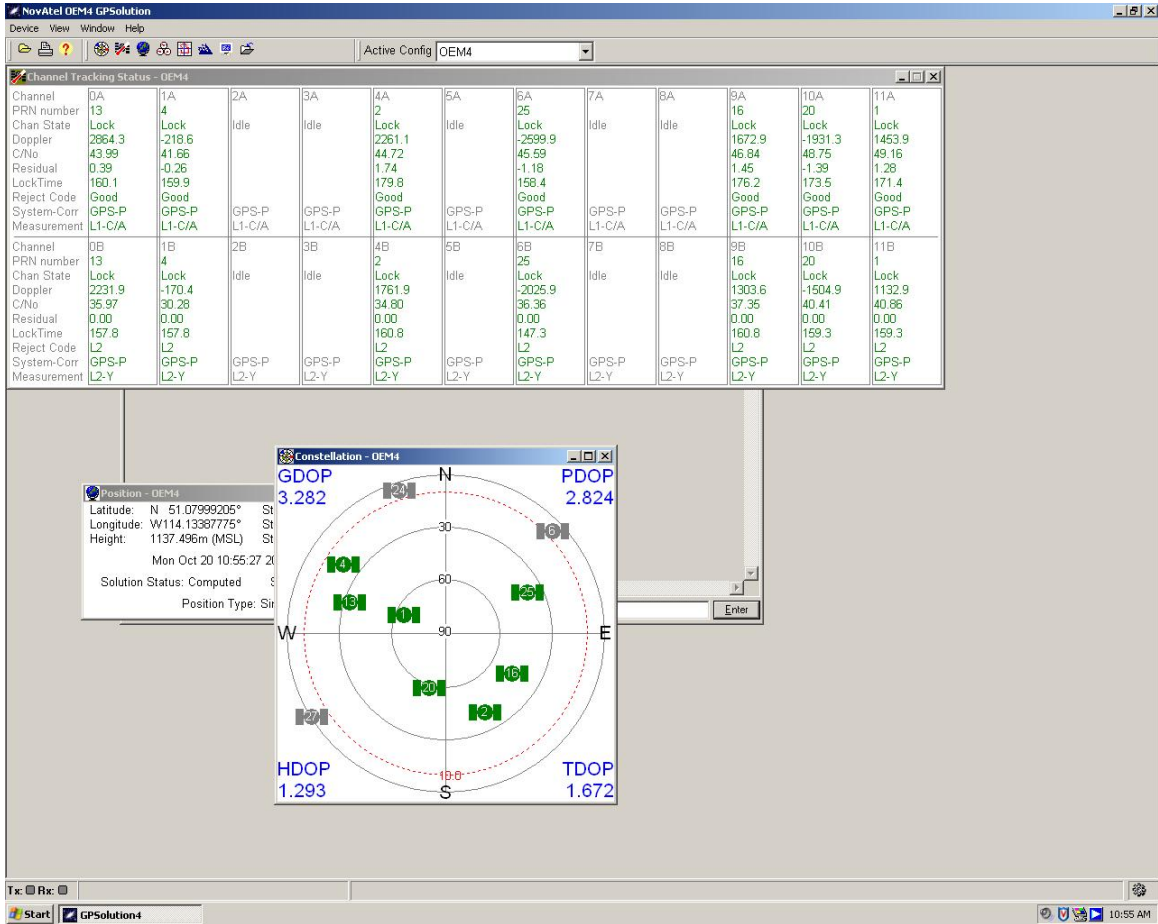 NovAtel OEM4 GPSolution
Device View Window Help
Active Config OEM4
Channel Tracking Status - OEM4
Channel 0A 1A 2A 3A 4A 5A 6A 7A 8A 9A 10A 11A
PRN number 13 4 2 25 16 20 1
Chan State Lock Lock Idle Idle Lock Idle Lock Idle Idle Lock Lock Lock
Doppler 2864.3 -218.6 2261.1 -2599.9 1672.9 -1931.3 1453.9
C/No 43.99 41.66 44.72 45.59 46.84 48.75 49.16
Residual 0.39 -0.26 1.74 -1.18 1.45 -1.39 1.28
LockTime 160.1 159.9 179.8 158.4 176.2 173.5 171.4
Reject Code Good Good Good Good Good Good Good
System-Corr GPS-P GPS-P GPS-P GPS-P GPS-P GPS-P GPS-P GPS-P GPS-P GPS-P GPS-P GPS-P
Measurement L1-C/A L1-C/A L1-C/A L1-C/A L1-C/A L1-C/A L1-C/A L1-C/A L1-C/A L1-C/A L1-C/A L1-C/A
Channel 0B 1B 2B 3B 4B 5B 6B 7B 8B 9B 10B 11B
PRN number 13 4 2 25 16 20 1
Chan State Lock Lock Idle Idle Lock Idle Lock Idle Idle Lock Lock Lock
Doppler 2231.9 -170.4 1761.9 -2025.9 1303.6 -1504.9 1132.9
C/No 35.97 30.28 34.80 36.36 37.35 40.41 40.86
Residual 0.00 0.00 0.00 0.00 0.00 0.00 0.00
LockTime 157.8 157.8 160.8 147.3 160.8 159.3 159.3
Reject Code L2 L2 L2 L2 L2 L2 L2
System-Corr GPS-P GPS-P GPS-P GPS-P GPS-P GPS-P GPS-P GPS-P GPS-P GPS-P GPS-P GPS-P
Measurement L2-Y L2-Y L2-Y L2-Y L2-Y L2-Y L2-Y L2-Y L2-Y L2-Y L2-Y L2-Y
Constellation - OEM4
GDOP N PDOP
3.282 24 2.824
30 6
4
60 25
13
1
W 90 E
16
20
2
27
HDOP 10.0 TDOP
1.293 S 1.672
Position - OEM4
Latitude: N 51.07999205° St
Longitude: W114.13387775° St
Height: 1137.496m (MSL) St
Mon Oct 20 10:55:27 20
Solution Status: Computed S
Position Type: Sin
Enter
Tx: Rx:
Start GPSolution4 10:55 AM